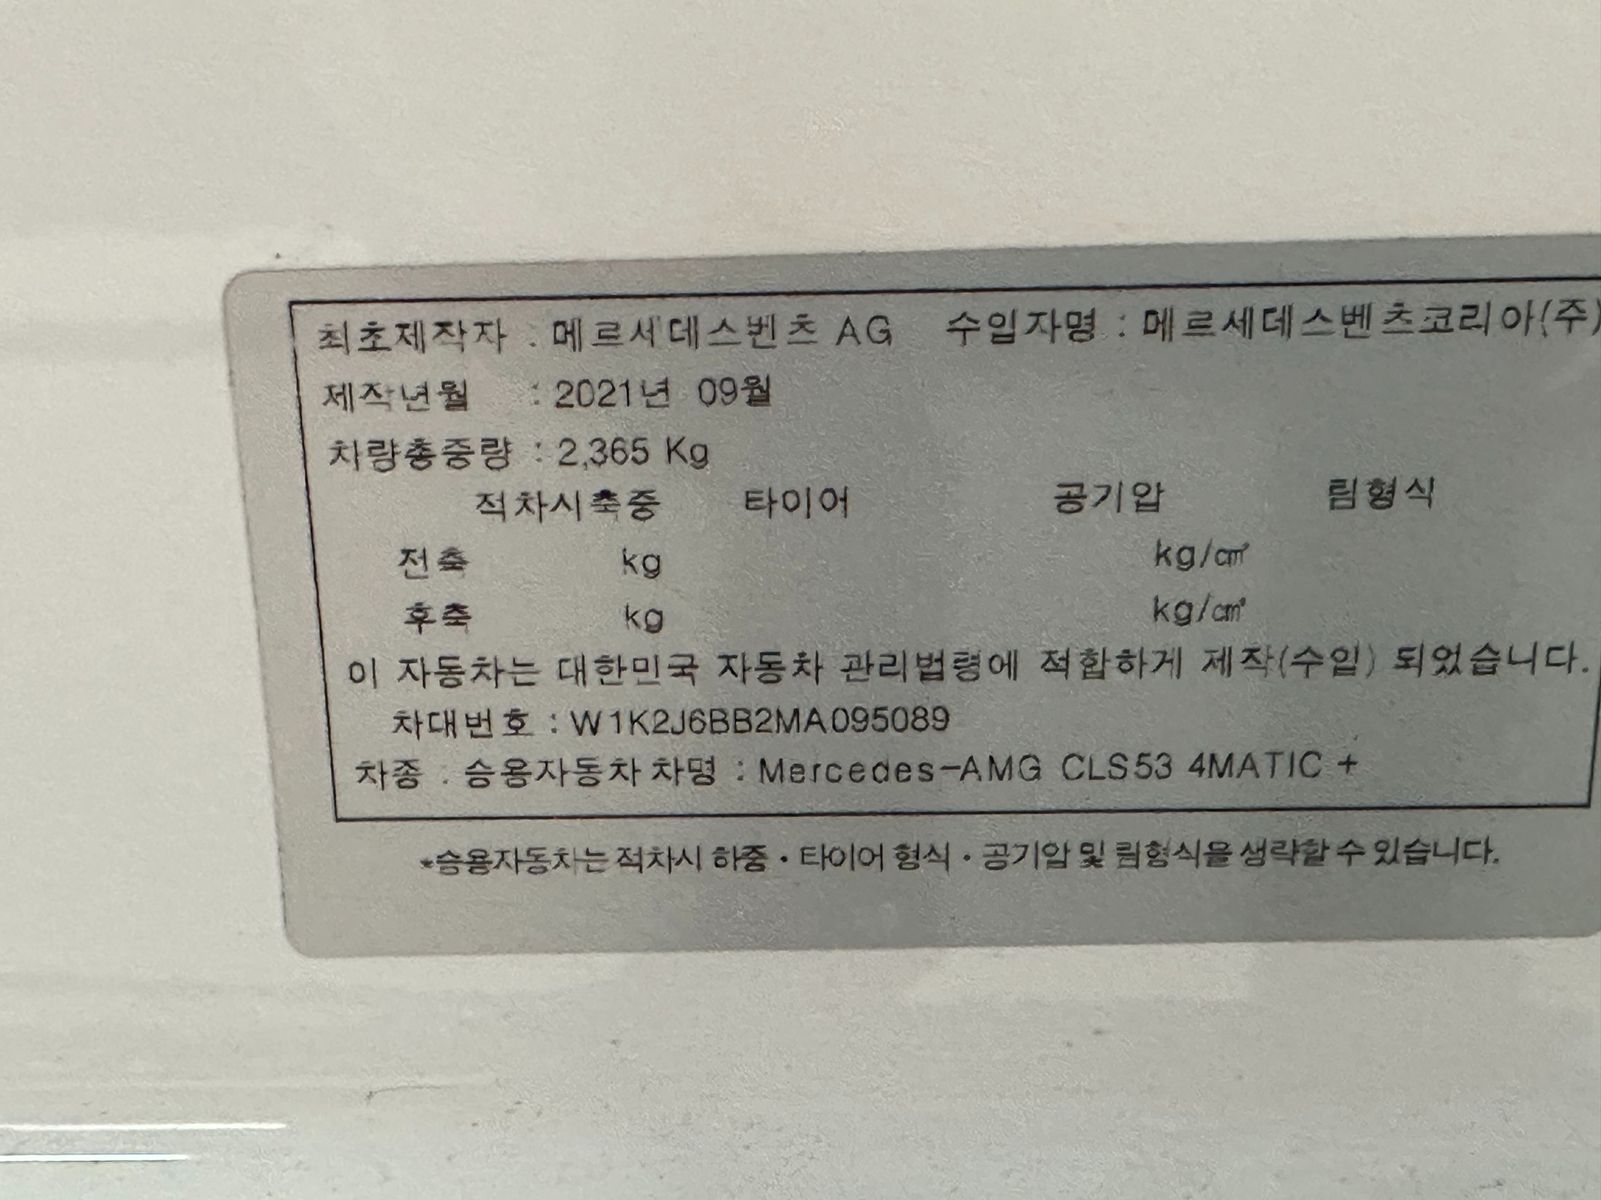 최초제작자 : 메르세데스벤츠 AG 수입자명 : 메르세데스벤츠코리아(주)
제작년월 : 2021년 09월
차량총중량 : 2,365 Kg
적차시축중 타이어 공기압 림형식
전축 kg kg/㎠
후축 kg kg/㎠
이 자동차는 대한민국 자동차 관리법령에 적합하게 제작(수입) 되었습니다.
차대번호 : W1K2J6BB2MA095089
차종 : 승용자동차 차명 : Mercedes-AMG CLS53 4MATIC +
*승용자동차는 적차시 하중·타이어 형식·공기압 및 림형식을 생략할 수 있습니다.